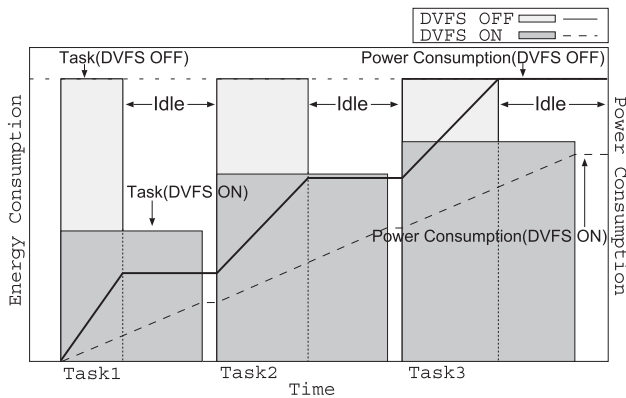 DVFS OFF
DVFS ON
Task(DVFS OFF)
Power Consumption(DVFS OFF)
Idle
Idle
Idle
Task(DVFS ON)
Power Consumption(DVFS ON)
Energy Consumption
Power Consumption
Task1
Task2
Task3
Time